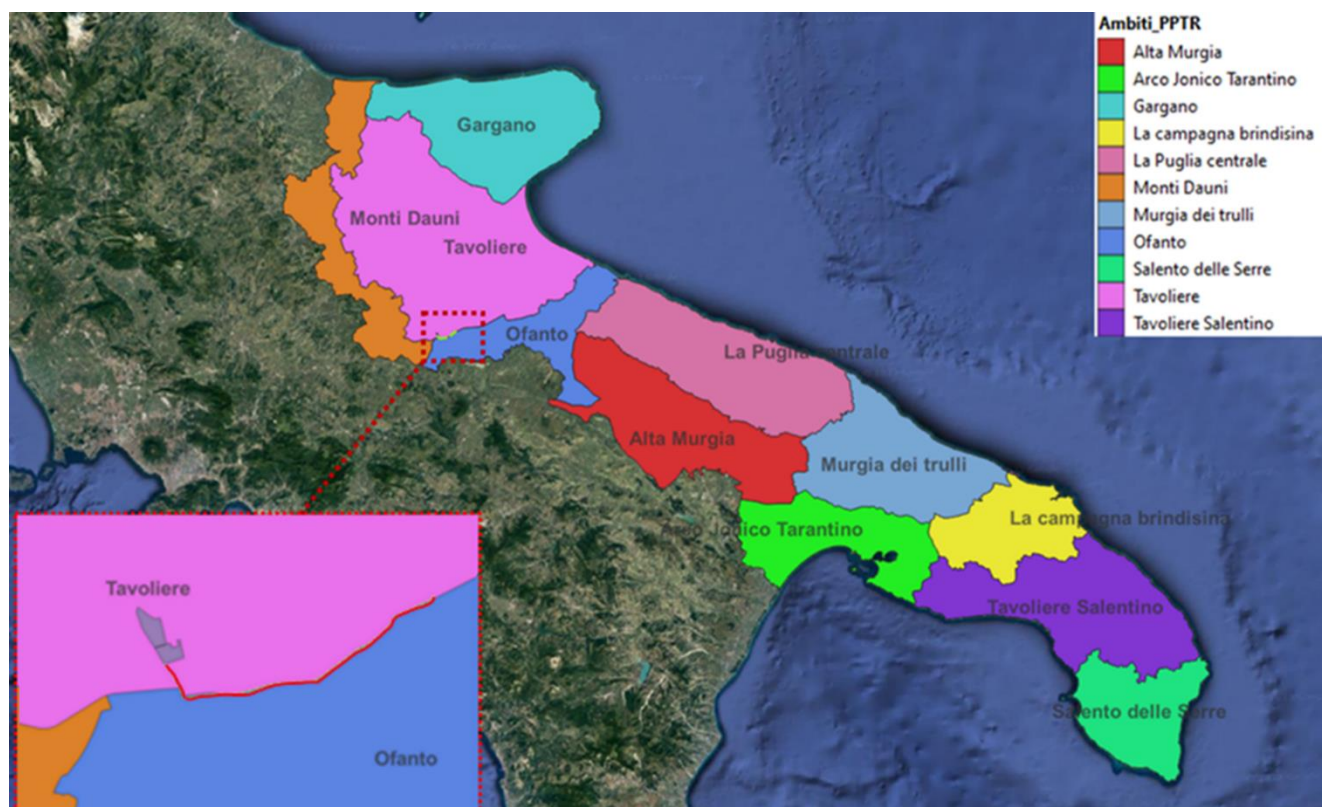 Ambiti_PPTR
Alta Murgia
Arco Jonico Tarantino
Gargano
La campagna brindisina
La Puglia centrale
Monti Dauni
Murgia dei trulli
Ofanto
Salento delle Serre
Tavoliere
Tavoliere Salentino
Gargano
Monti Dauni
Tavoliere
Ofanto
La Puglia centrale
Alta Murgia
Murgia dei trulli
Arco Jonico Tarantino
La campagna brindisina
Tavoliere Salentino
Salento delle Serre
Tavoliere
Ofanto